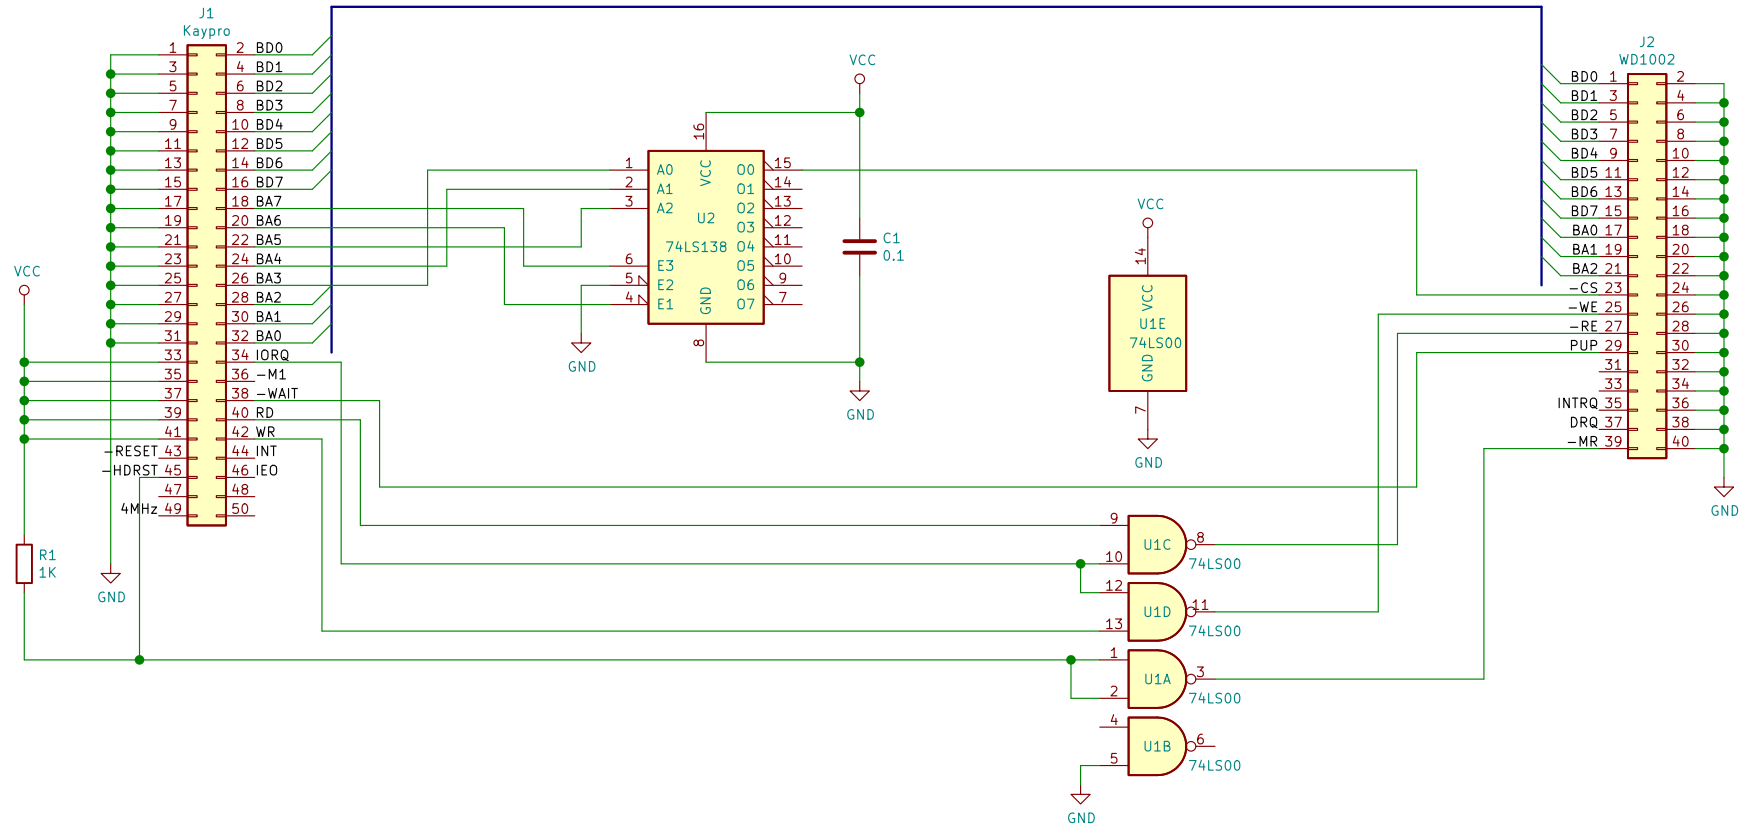 J1
Kaypro
1 2 BD0
3 4 BD1
5 6 BD2
7 8 BD3
9 10 BD4
11 12 BD5
13 14 BD6
15 16 BD7
17 18 BA7
19 20 BA6
21 22 BA5
23 24 BA4
25 26 BA3
27 28 BA2
29 30 BA1
31 32 BA0
33 34 IORQ
35 36 -M1
37 38 -WAIT
39 40 RD
41 42 WR
-RESET 43 44 INT
-HDRST 45 46 IEO
47 48
4MHz 49 50
VCC
R1
1K
GND
VCC
16
VCC
1 A0 O0 15
2 A1 O1 14
3 A2 O2 13
U2
O3 12
74LS138 O4 11
6 E3 O5 10
5 E2 O6 9
4 E1 O7 7
GND
8
GND
C1
0.1
GND
VCC
14
VCC
U1E
74LS00
GND
7
GND
J2
WD1002
BD0 1 2
BD1 3 4
BD2 5 6
BD3 7 8
BD4 9 10
BD5 11 12
BD6 13 14
BD7 15 16
BA0 17 18
BA1 19 20
BA2 21 22
-CS 23 24
-WE 25 26
-RE 27 28
PUP 29 30
31 32
33 34
INTRQ 35 36
DRQ 37 38
-MR 39 40
GND
9
U1C 8
10 74LS00
12
U1D 11
13 74LS00
1
U1A 3
2 74LS00
4
U1B 6
5 74LS00
GND